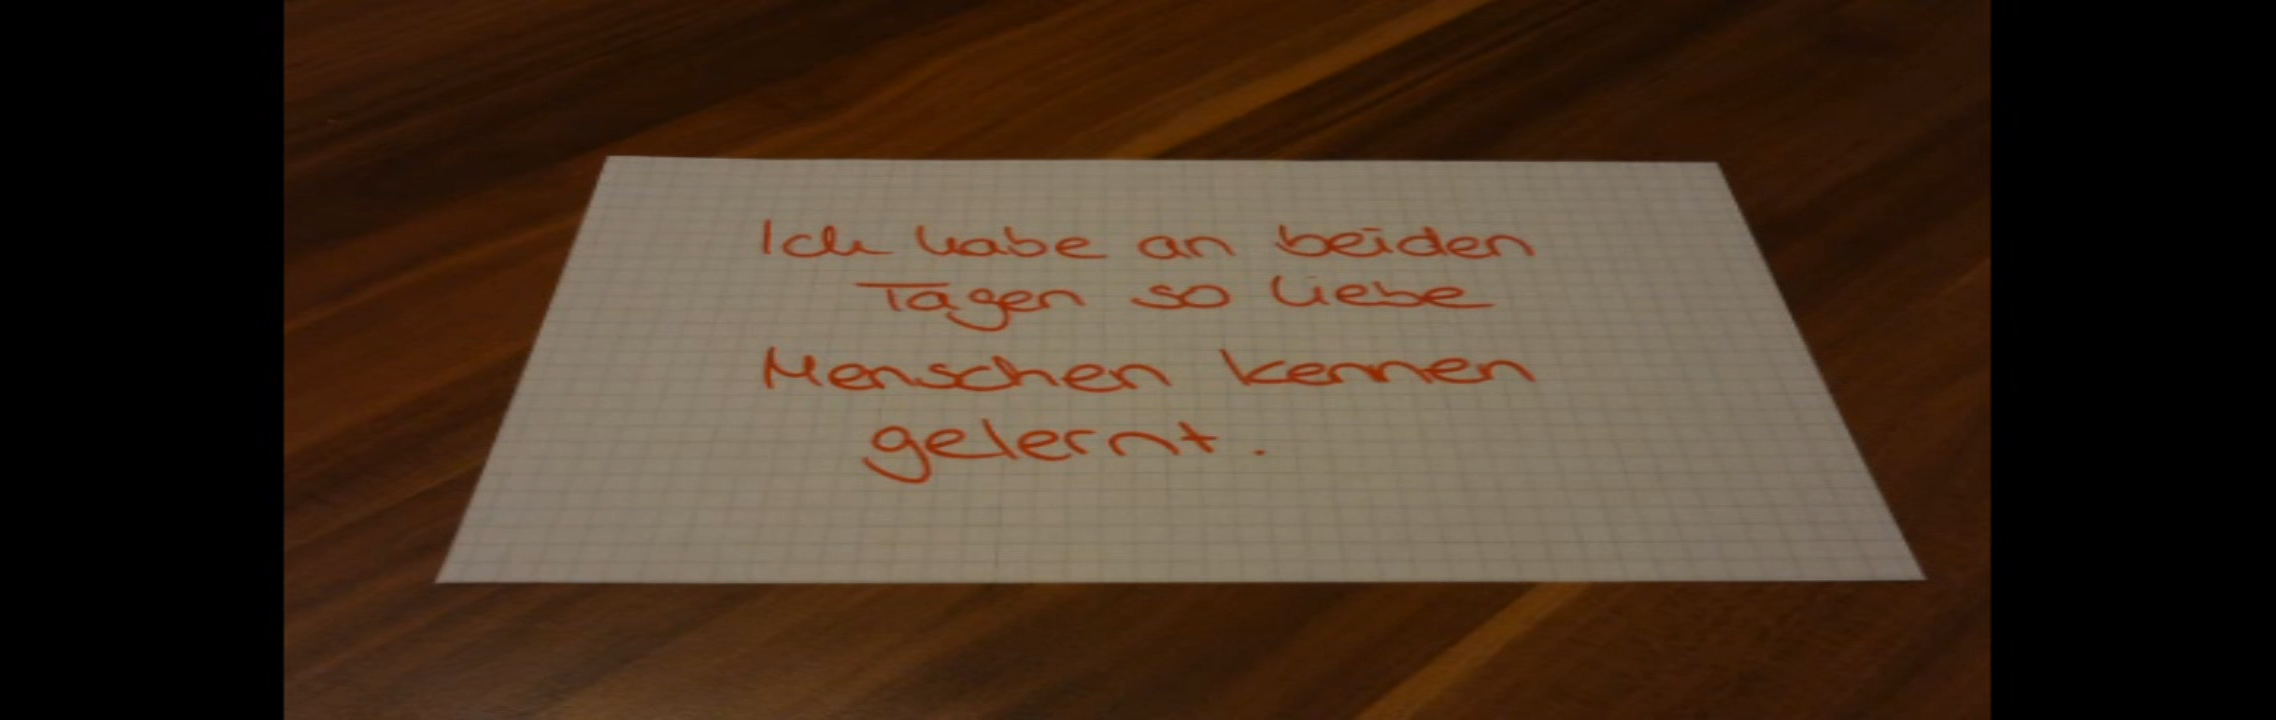 Ich habe an beiden
Tagen so liebe
Menschen kennen
gelernt.